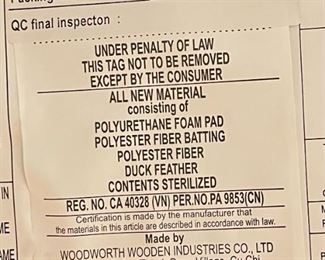 QC final inspecton :
UNDER PENALTY OF LAW
THIS TAG NOT TO BE REMOVED
EXCEPT BY THE CONSUMER
ALL NEW MATERIAL
consisting of
POLYURETHANE FOAM PAD
POLYESTER FIBER BATTING
POLYESTER FIBER
DUCK FEATHER
CONTENTS STERILIZED
REG. NO. CA 40328 (VN) PER.NO.PA 9853(CN)
Certification is made by the manufacturer that
the materials in this article are described in accordance with law.
Made by
WOODWORTH WOODEN INDUSTRIES CO., LTD